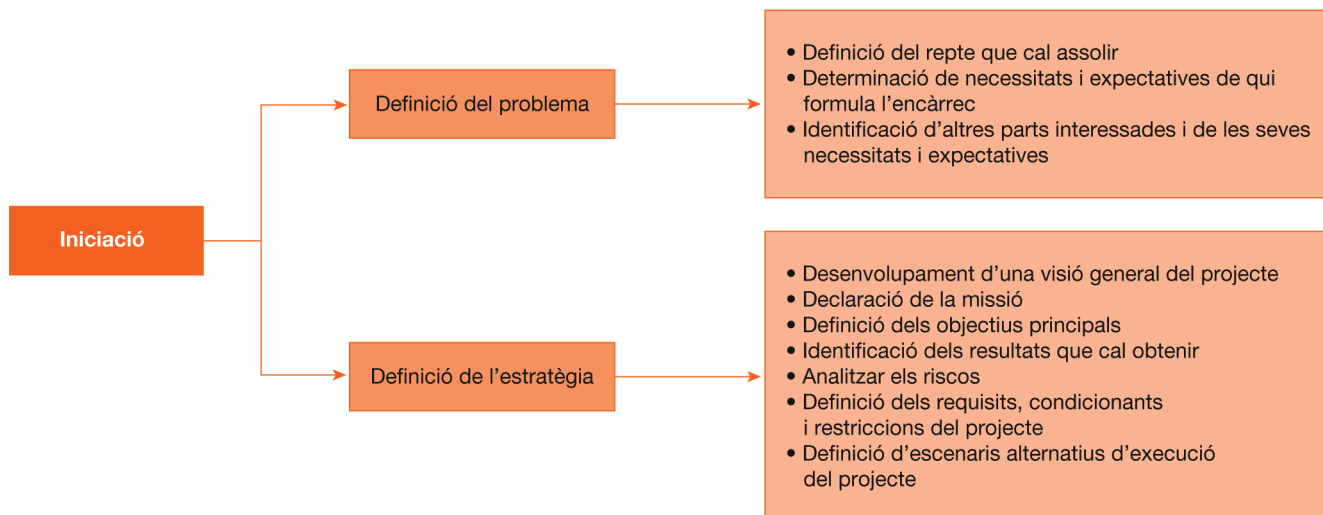 Iniciació
Definició del problema
• Definició del repte que cal assolir
• Determinació de necessitats i expectatives de qui
formula l’encàrrec
• Identificació d’altres parts interessades i de les seves
necessitats i expectatives
Definició de l’estratègia
• Desenvolupament d’una visió general del projecte
• Declaració de la missió
• Definició dels objectius principals
• Identificació dels resultats que cal obtenir
• Analitzar els riscos
• Definició dels requisits, condicionants
i restriccions del projecte
• Definició d’escenaris alternatius d’execució
del projecte